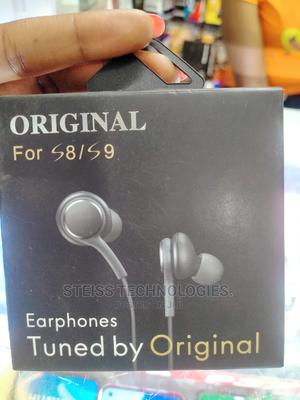 ORIGINAL
For S8/S9
STEISS TECHNOLOGIES.
Earphones
Tuned by Original